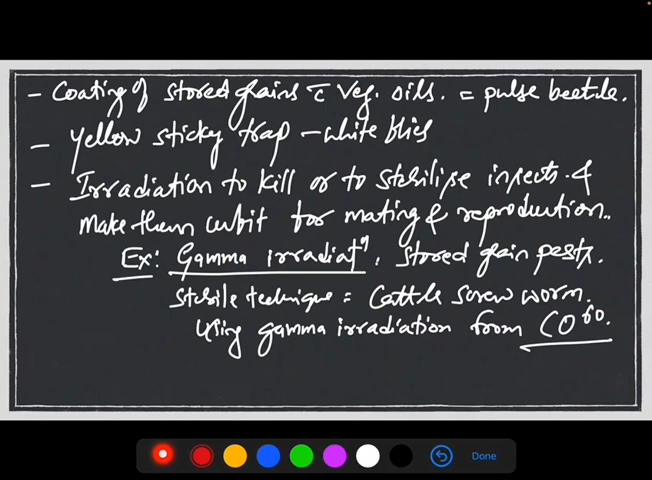 - Coating of stored grains c̄ Veg. oils. = pulse beetle.
- Yellow sticky trap - white flies
- Irradiation to kill or to sterilise insects &
make them unfit for mating & reproduction..
Ex: Gamma irradiatⁿ, stored grain pests.
Sterile technique = Cattle screw worm.
using gamma irradiation from CO⁶⁰.
Done